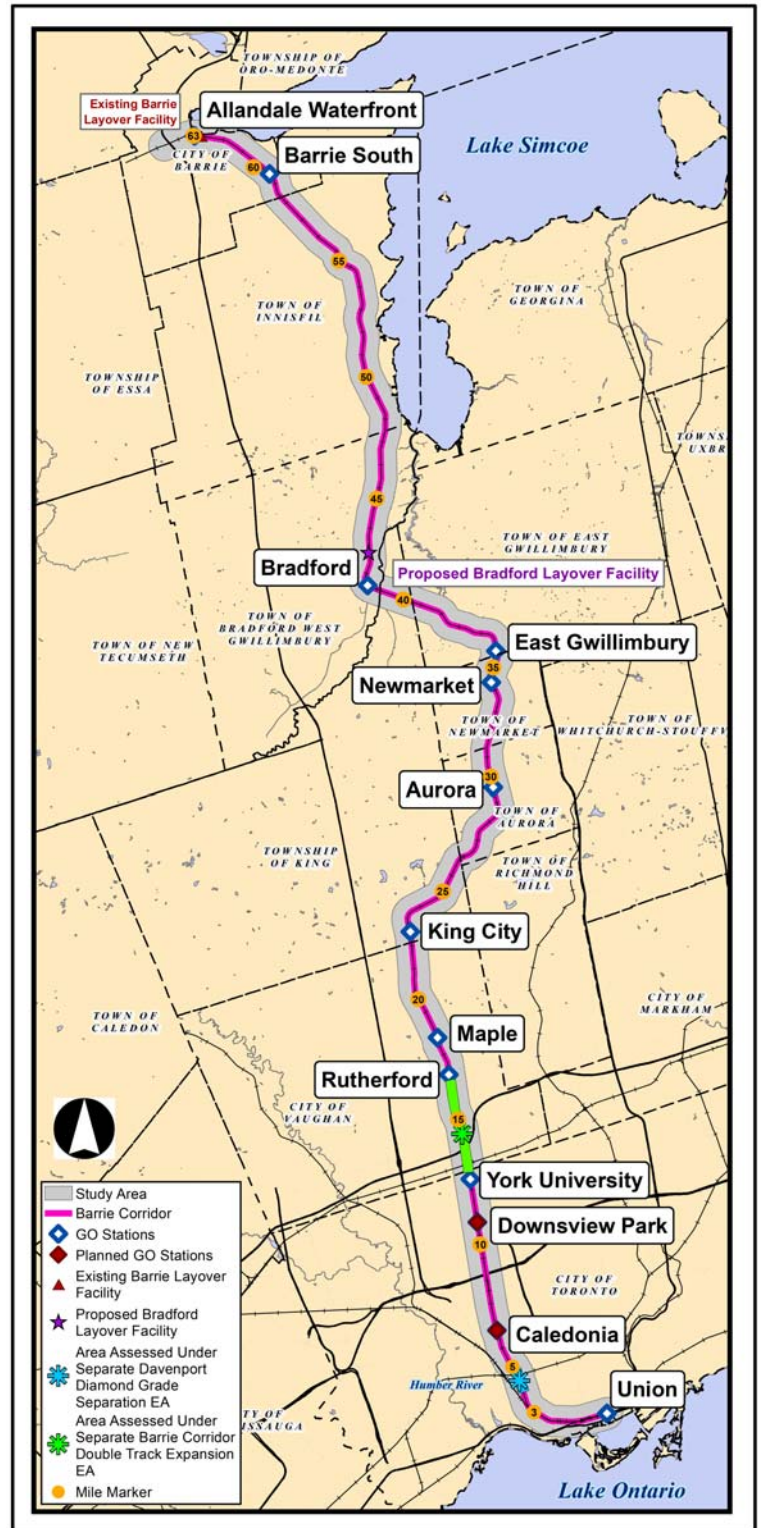 TOWNSHIP OF
ORO-MEDONTE
Existing Barrie
Layover Facility
Allandale Waterfront
63
CITY OF
BARRIE
60
Barrie South
Lake Simcoe
55
TOWN OF
INNISFIL
TOWN OF
GEORGINA
50
TOWNSHIP
OF ESSA
TOWNS
UXBR
45
TOWN OF EAST
GWILLIMBURY
Bradford
Proposed Bradford Layover Facility
40
TOWN OF
BRADFORD WEST
GWILLIMBURY
TOWN OF NEW
TECUMSETH
East Gwillimbury
35
Newmarket
TOWN OF
NEWMARKET
TOWN OF
WHITCHURCH-STOUFFV
30
Aurora
TOWN OF
AURORA
TOWNSHIP
OF KING
TOWN OF
RICHMOND
HILL
25
King City
20
CITY OF
MARKHAM
TOWN OF
CALEDON
Maple
Rutherford
CITY OF
VAUGHAN
15
York University
Downsview Park
10
CITY OF
TORONTO
Caledonia
5
Humber River
Union
3
TY OF
ISSAUGA
Lake Ontario
Study Area
Barrie Corridor
GO Stations
Planned GO Stations
Existing Barrie Layover
Facility
Proposed Bradford
Layover Facility
Area Assessed Under
Separate Davenport
Diamond Grade
Separation EA
Area Assessed Under
Separate Barrie Corridor
Double Track Expansion
EA
Mile Marker